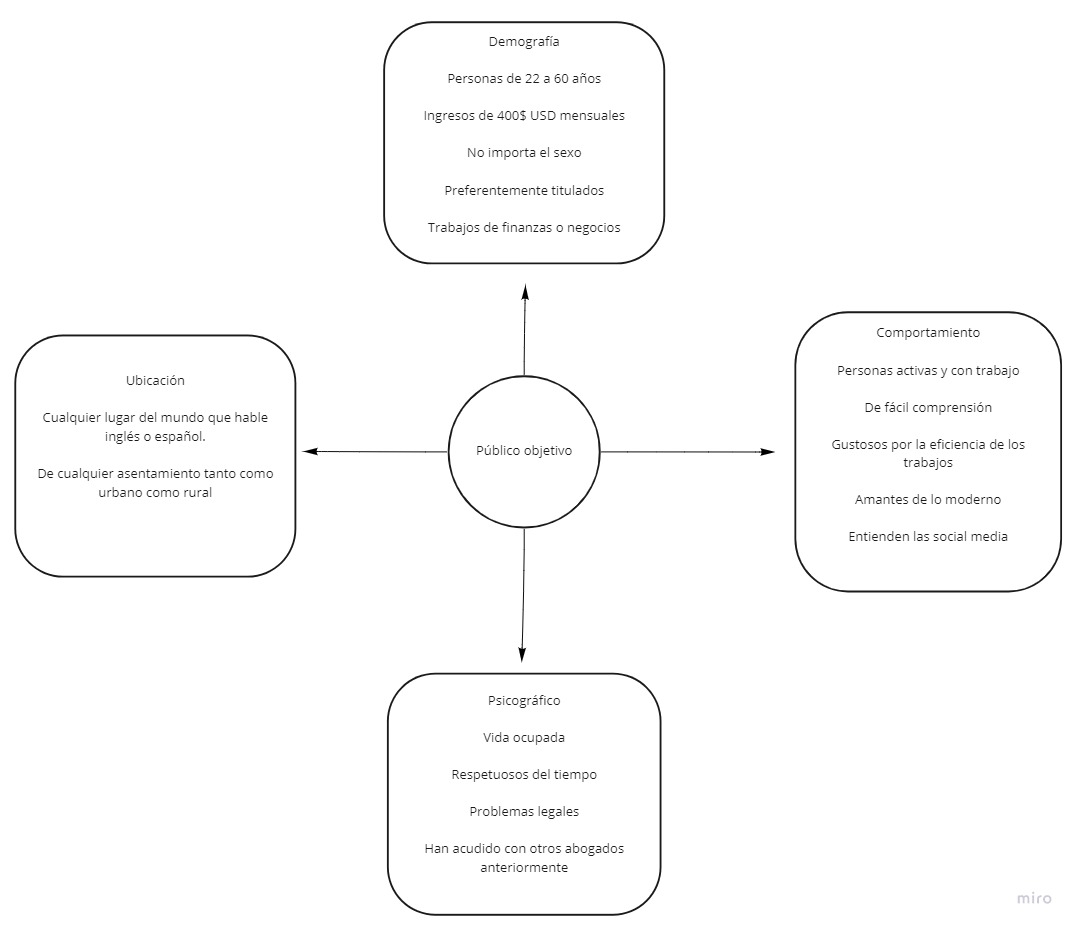 Demografía
Personas de 22 a 60 años
Ingresos de 400$ USD mensuales
No importa el sexo
Preferentemente titulados
Trabajos de finanzas o negocios
Ubicación
Cualquier lugar del mundo que hable
inglés o español.
De cualquier asentamiento tanto como
urbano como rural
Público objetivo
Comportamiento
Personas activas y con trabajo
De fácil comprensión
Gustosos por la eficiencia de los
trabajos
Amantes de lo moderno
Entienden las social media
Psicográfico
Vida ocupada
Respetuosos del tiempo
Problemas legales
Han acudido con otros abogados
anteriormente
miro